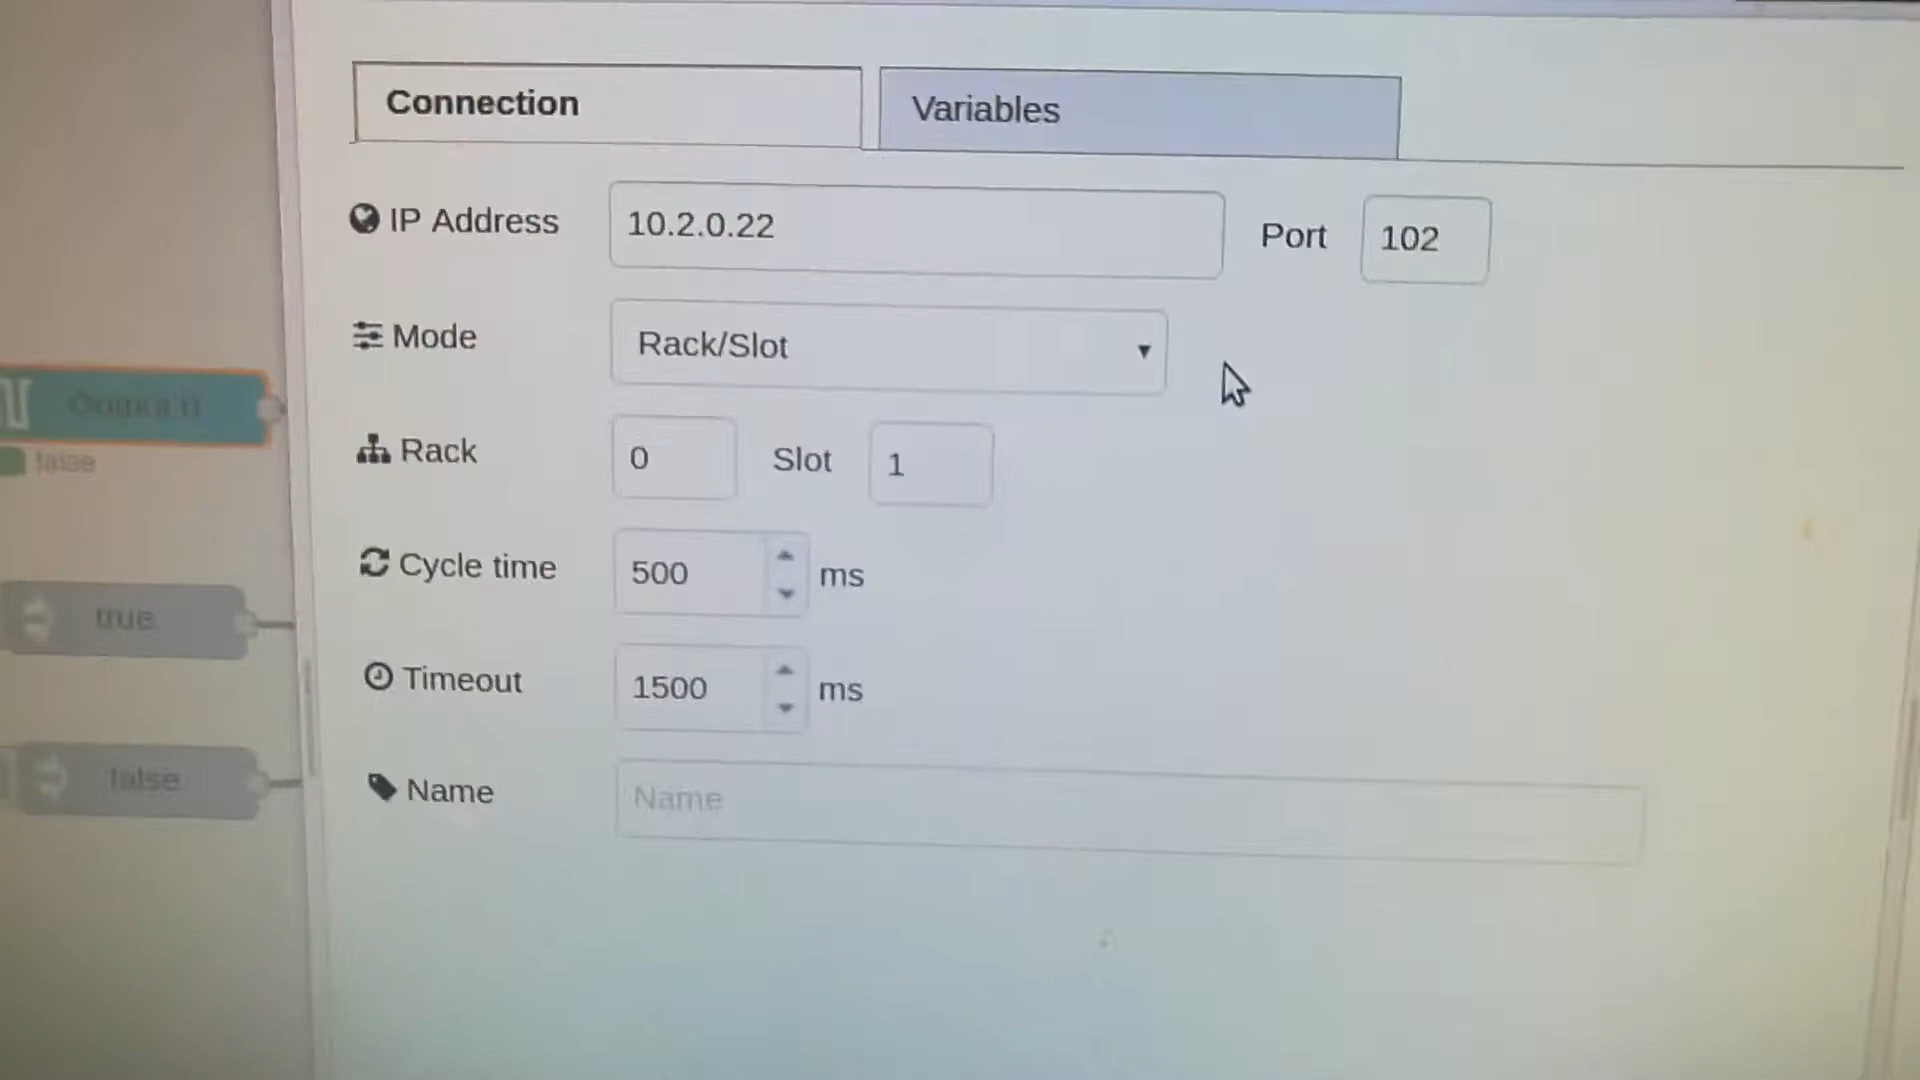 Connection
Variables
IP Address 10.2.0.22 Port 102
Mode Rack/Slot
Rack 0 Slot 1
false
Cycle time 500 ms
true
Timeout 1500 ms
false
Name Name